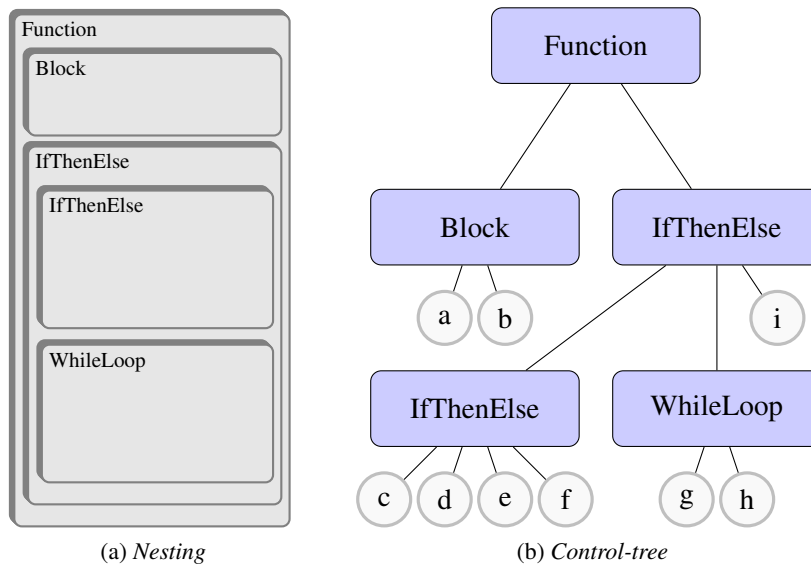 Function
Block
IfThenElse
IfThenElse
WhileLoop
(a) Nesting
Function
Block
IfThenElse
a
b
i
IfThenElse
WhileLoop
c
d
e
f
g
h
(b) Control-tree